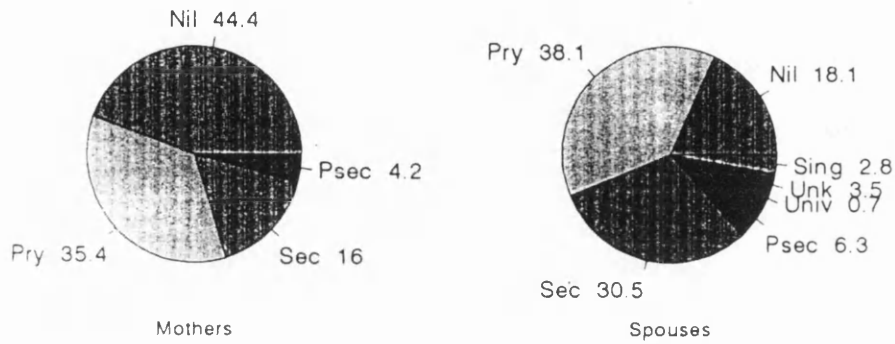 Nil 44.4
Psec 4.2
Sec 16
Pry 35.4
Mothers
Pry 38.1
Nil 18.1
Sing 2.8
Unk 3.5
Univ 0.7
Psec 6.3
Sec 30.5
Spouses